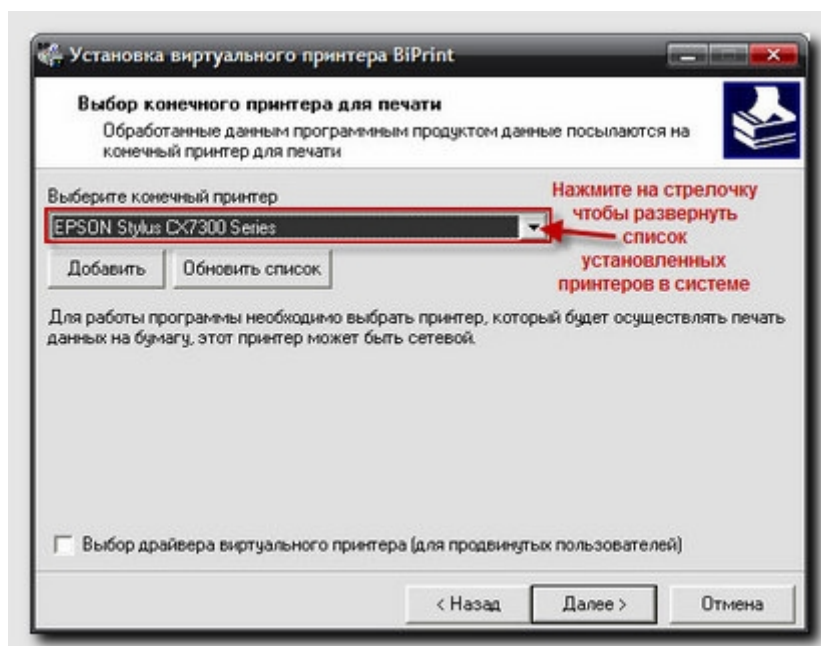 Установка виртуального принтера BiPrint
Выбор конечного принтера для печати
Обработанные данным программным продуктом данные посылаются на
конечный принтер для печати
Выберите конечный принтер
EPSON Stylus CX7300 Series
Нажмите на стрелочку
чтобы развернуть
список
установленных
принтеров в системе
Добавить
Обновить список
Для работы программы необходимо выбрать принтер, который будет осуществлять печать
данных на бумагу, этот принтер может быть сетевой.
Выбор драйвера виртуального принтера (для продвинутых пользователей)
< Назад
Далее >
Отмена